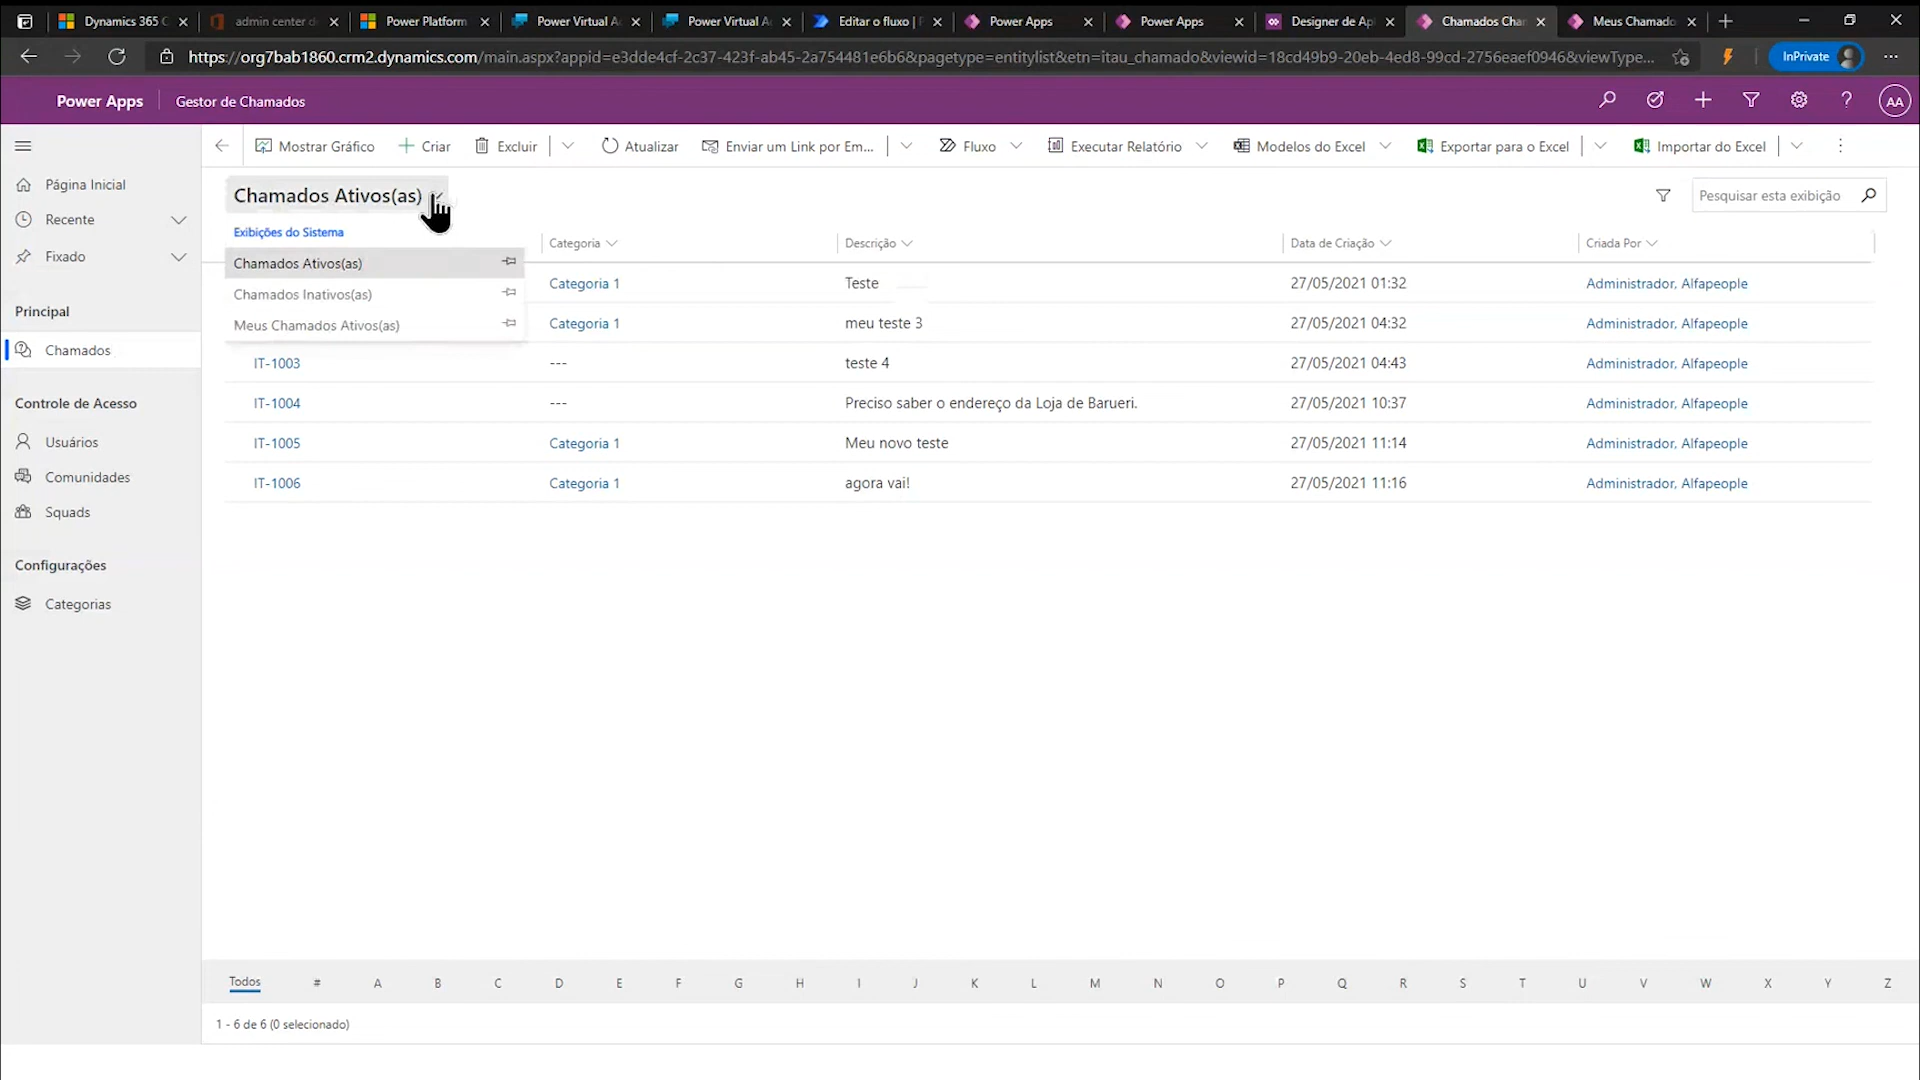 Dynamics 365 C
admin center d
Power Platform
Power Virtual A
Power Virtual A
Editar o fluxo | P
Power Apps
Power Apps
Designer de Ap
Chamados Cha
Meus Chamado
https://org7bab1860.crm2.dynamics.com/main.aspx?appid=e3dde4cf-2c37-423f-ab45-2a754481e6b6&pagetype=entitylist&etn=itau_chamado&viewid=18cd49b9-20eb-4ed8-99cd-2756eaef0946&viewType...
InPrivate
Power Apps
Gestor de Chamados
AA
Mostrar Gráfico
Criar
Excluir
Atualizar
Enviar um Link por Em...
Fluxo
Executar Relatório
Modelos do Excel
Exportar para o Excel
Importar do Excel
Página Inicial
Recente
Fixado
Principal
Chamados
Controle de Acesso
Usuários
Comunidades
Squads
Configurações
Categorias
Chamados Ativos(as)
Pesquisar esta exibição
Exibições do Sistema
Chamados Ativos(as)
Chamados Inativos(as)
Meus Chamados Ativos(as)
Categoria Descrição Data de Criação Criada Por
Categoria 1 Teste 27/05/2021 01:32 Administrador, Alfapeople
Categoria 1 meu teste 3 27/05/2021 04:32 Administrador, Alfapeople
IT-1003 --- teste 4 27/05/2021 04:43 Administrador, Alfapeople
IT-1004 --- Preciso saber o endereço da Loja de Barueri. 27/05/2021 10:37 Administrador, Alfapeople
IT-1005 Categoria 1 Meu novo teste 27/05/2021 11:14 Administrador, Alfapeople
IT-1006 Categoria 1 agora vai! 27/05/2021 11:16 Administrador, Alfapeople
Todos # A B C D E F G H I J K L M N O P Q R S T U V W X Y Z
1 - 6 de 6 (0 selecionado)